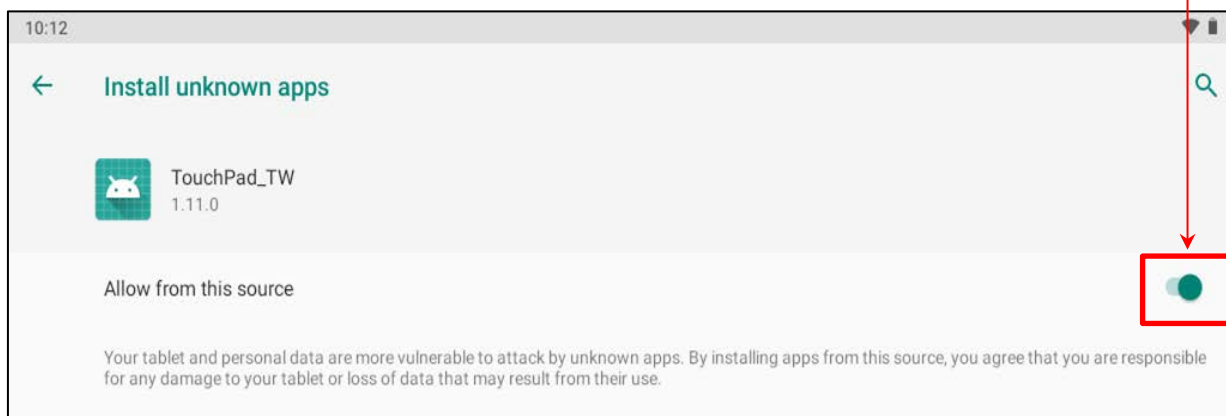 10:12
Install unknown apps
TouchPad_TW
1.11.0
Allow from this source
Your tablet and personal data are more vulnerable to attack by unknown apps. By installing apps from this source, you agree that you are responsible
for any damage to your tablet or loss of data that may result from their use.